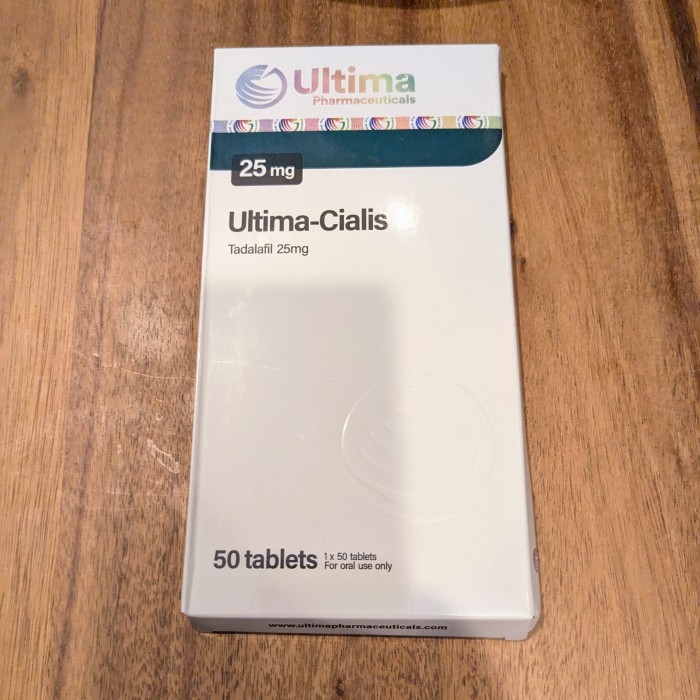 Ultima
Pharmaceuticals
25 mg
Ultima-Cialis
Tadalafil 25mg
50 tablets
1 x 50 tablets
For oral use only
www.ultimapharmaceuticals.com